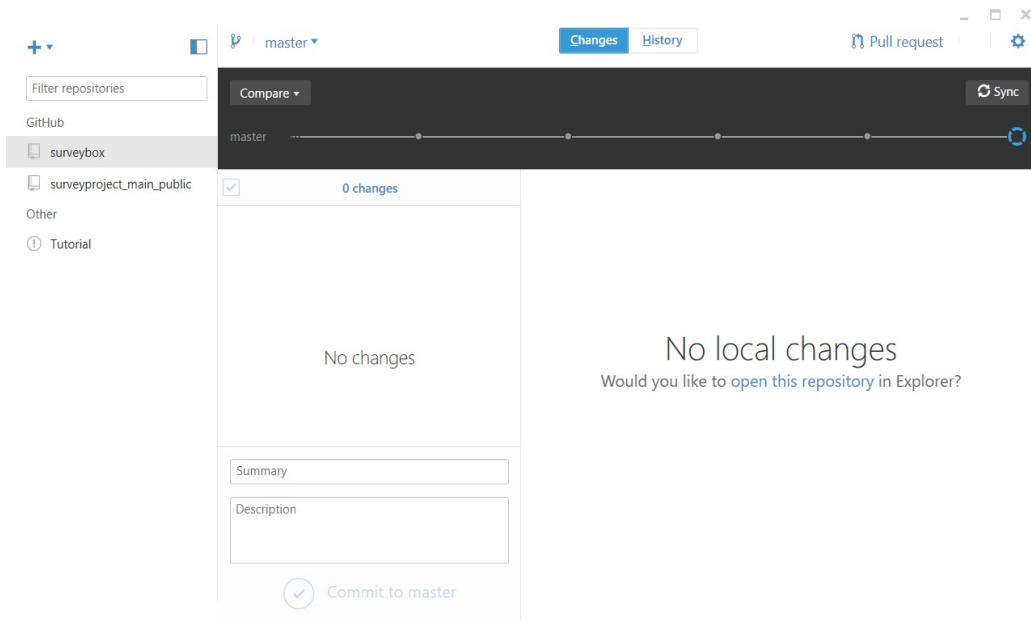 master
Changes
History
Pull request
Filter repositories
GitHub
surveybox
surveyproject_main_public
Other
Tutorial
Compare
Sync
master
0 changes
No changes
Summary
Description
Commit to master
No local changes
Would you like to open this repository in Explorer?